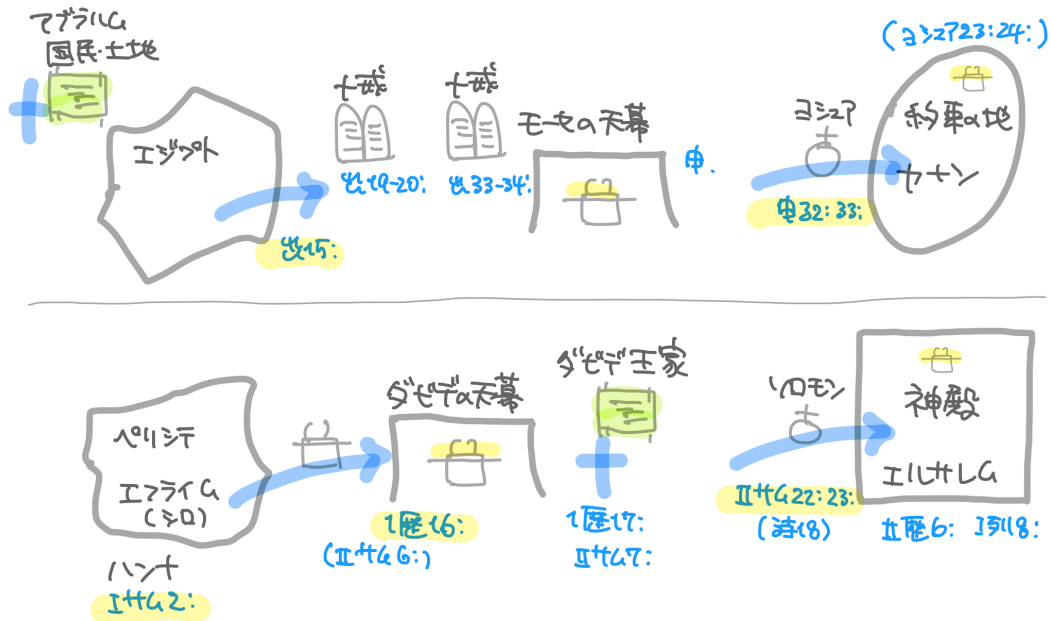 アブラハム
国民・土地
エジプト
出15:
十戒
出19-20:
十戒
出33-34:
モーセの天幕
申.
ヨシュア
申32:33:
(ヨシュア23:24:)
約束の地
カナン
ペリシテ
エフライム
(シロ)
ハンナ
Iサム2:
ダビデの天幕
1歴16:
(IIサム6:)
ダビデ王家
1歴17:
IIサム7:
ソロモン
IIサム22:23:
(詩18)
神殿
エルサレム
II歴6:
I列8: